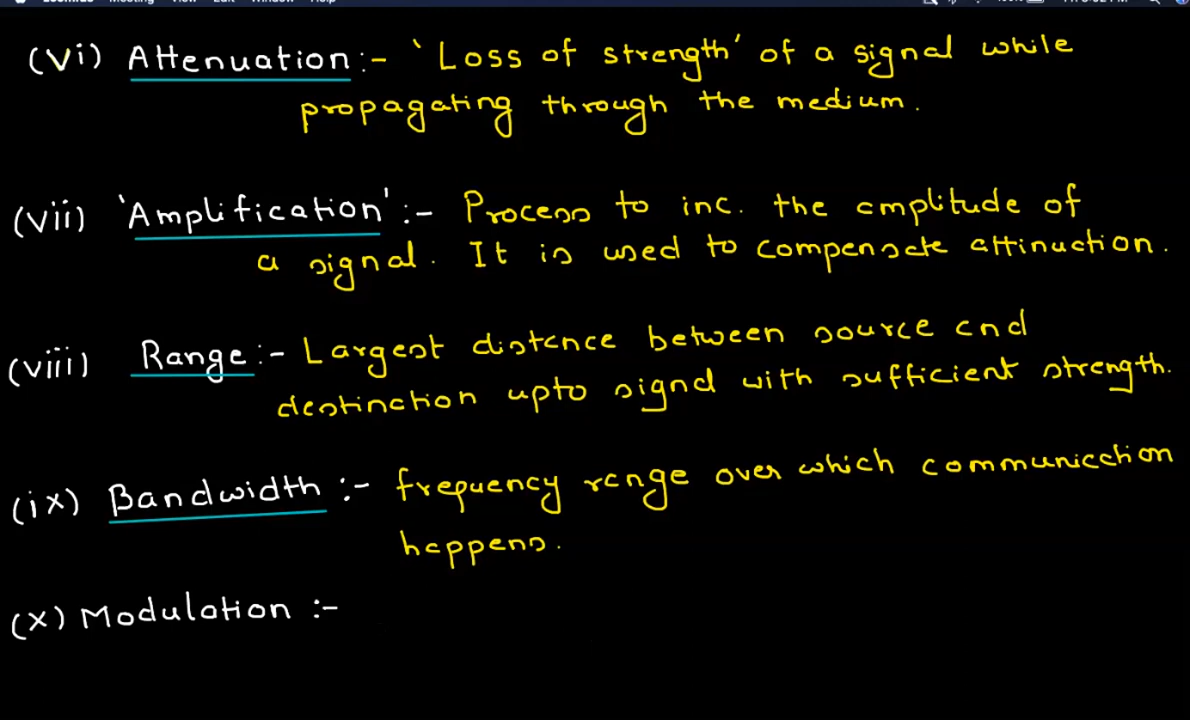 (vi) Attenuation :- 'Loss of strength' of a signal while
propagating through the medium.
(vii) 'Amplification' :- Process to inc. the amplitude of
a signal. It is used to compensate attinuation.
(viii) Range :- Largest distance between source and
destination upto signal with sufficient strength.
(ix) Bandwidth :- frequency range over which communication
happens.
(x) Modulation :-